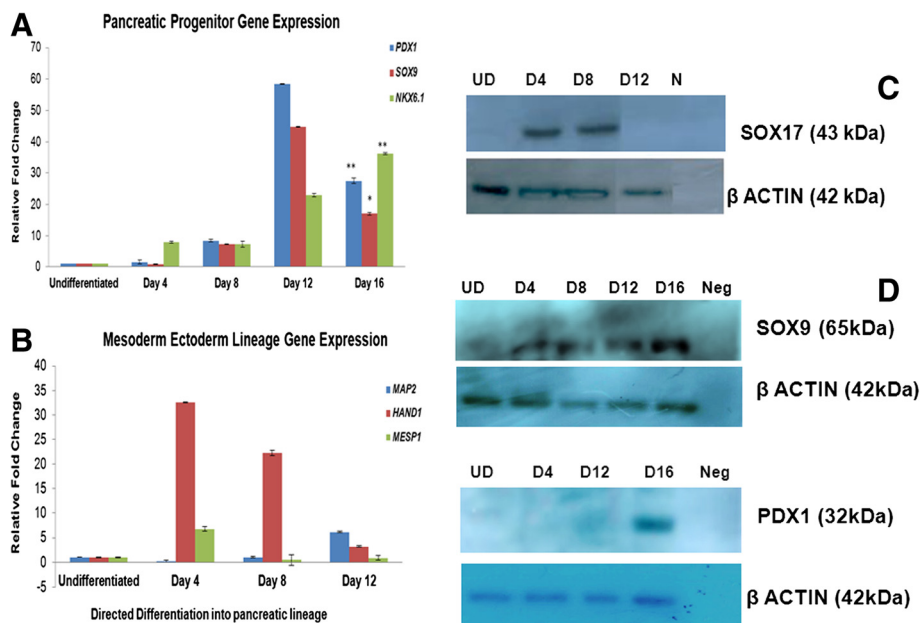 A
Pancreatic Progenitor Gene Expression
70
60
50
40
30
20
10
0
Relative Fold Change
PDX1
SOX9
NKX6.1
**
*
**
Undifferentiated Day 4 Day 8 Day 12 Day 16
B
Mesoderm Ectoderm Lineage Gene Expression
40
35
30
25
20
15
10
5
0
-5
Relative Fold Change
MAP2
HAND1
MESP1
Undifferentiated Day 4 Day 8 Day 12
Directed Differentiation into pancreatic lineage
C
UD D4 D8 D12 N
SOX17 (43 kDa)
β ACTIN (42 kDa)
D
UD D4 D8 D12 D16 Neg
SOX9 (65kDa)
β ACTIN (42kDa)
UD D4 D12 D16 Neg
PDX1 (32kDa)
β ACTIN (42kDa)